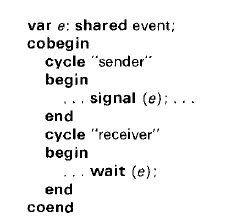 var e: shared event;
cobegin
cycle "sender"
begin
... signal (e); ...
end
cycle "receiver"
begin
... wait (e);
end
coend